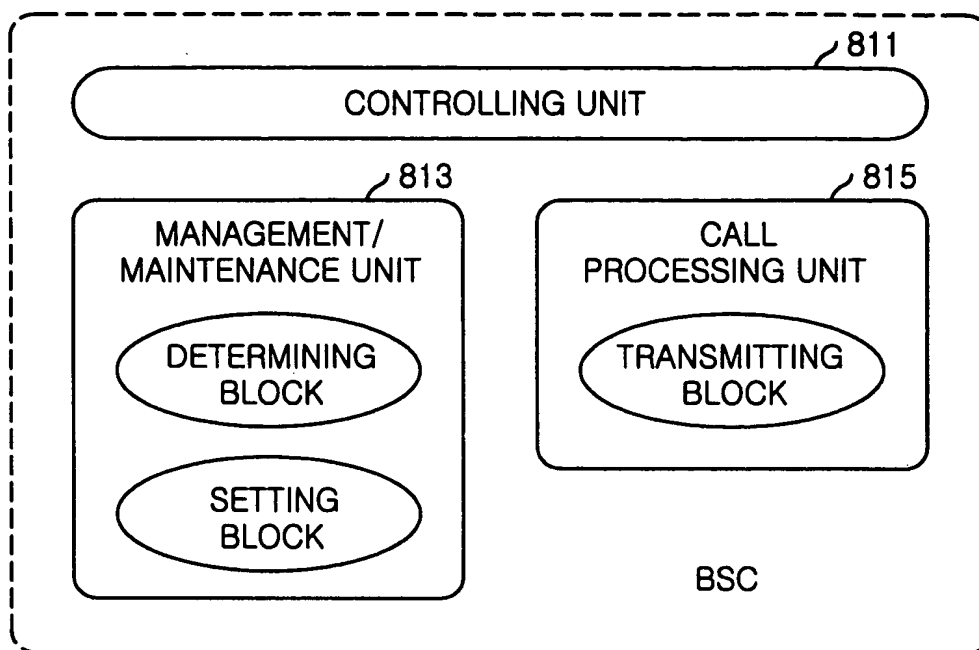 811
CONTROLLING UNIT
813
815
MANAGEMENT/
MAINTENANCE UNIT
DETERMINING
BLOCK
SETTING
BLOCK
CALL
PROCESSING UNIT
TRANSMITTING
BLOCK
BSC